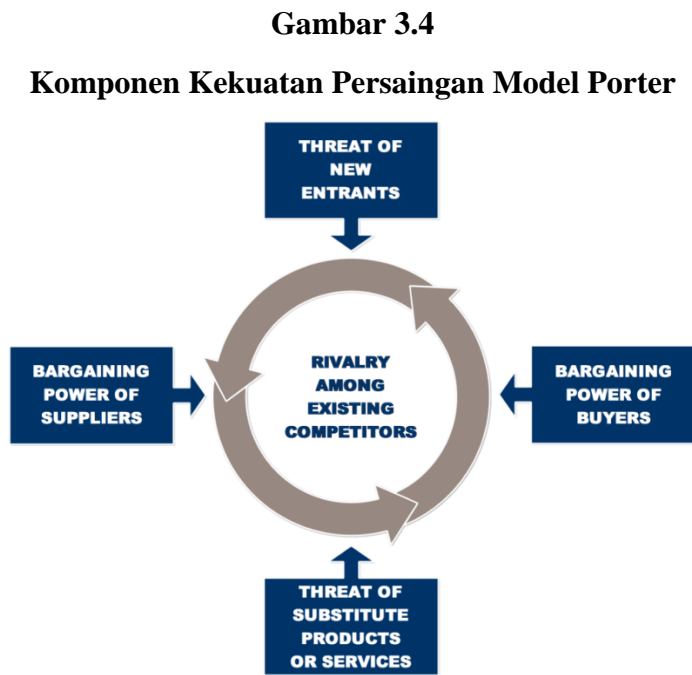 Gambar 3.4
Komponen Kekuatan Persaingan Model Porter
THREAT OF
NEW
ENTRANTS
BARGAINING
POWER OF
SUPPLIERS
RIVALRY
AMONG
EXISTING
COMPETITORS
BARGAINING
POWER OF
BUYERS
THREAT OF
SUBSTITUTE
PRODUCTS
OR SERVICES